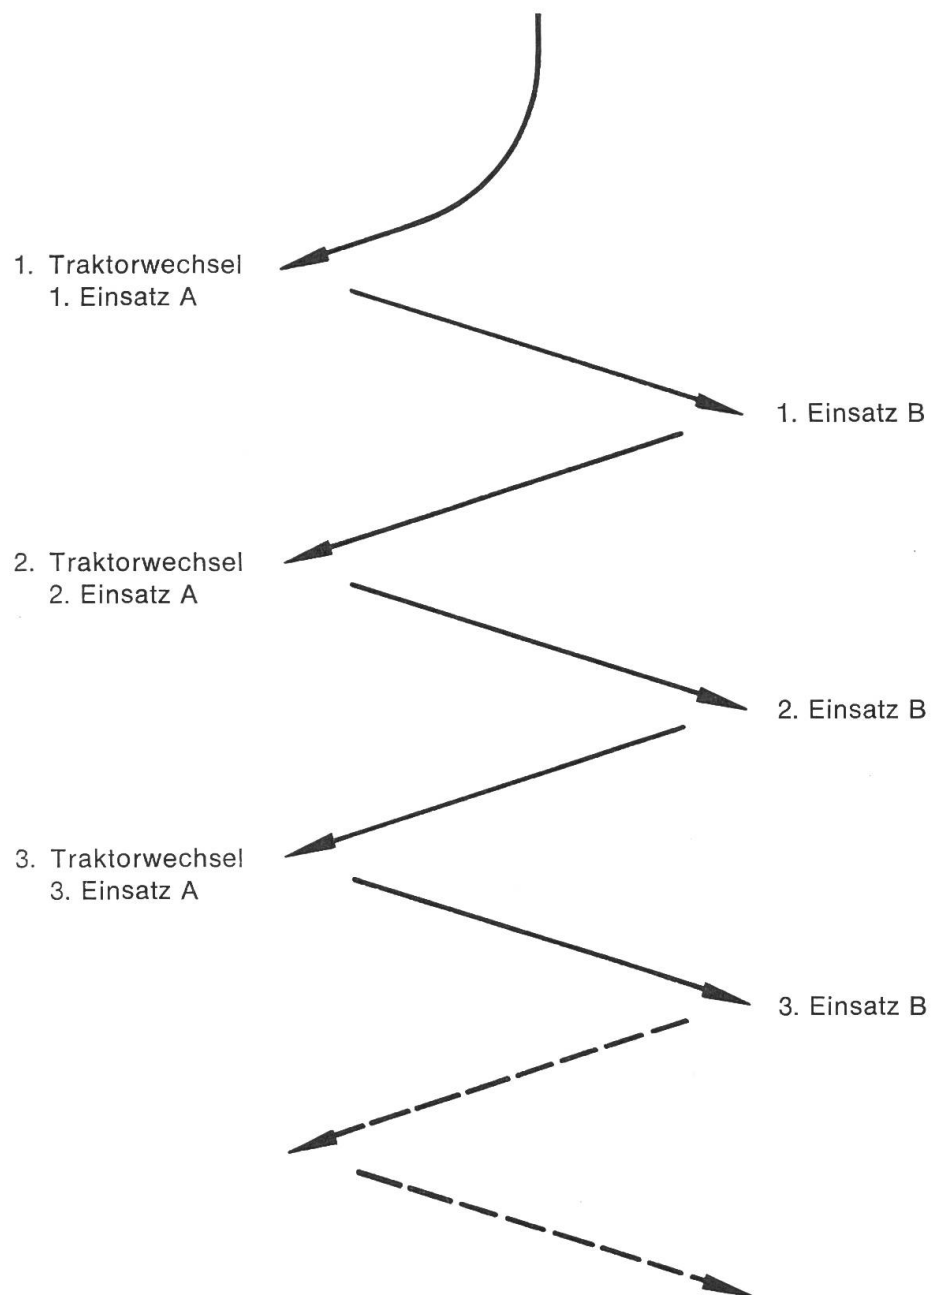 1. Traktorwechsel
1. Einsatz A
1. Einsatz B
2. Traktorwechsel
2. Einsatz A
2. Einsatz B
3. Traktorwechsel
3. Einsatz A
3. Einsatz B